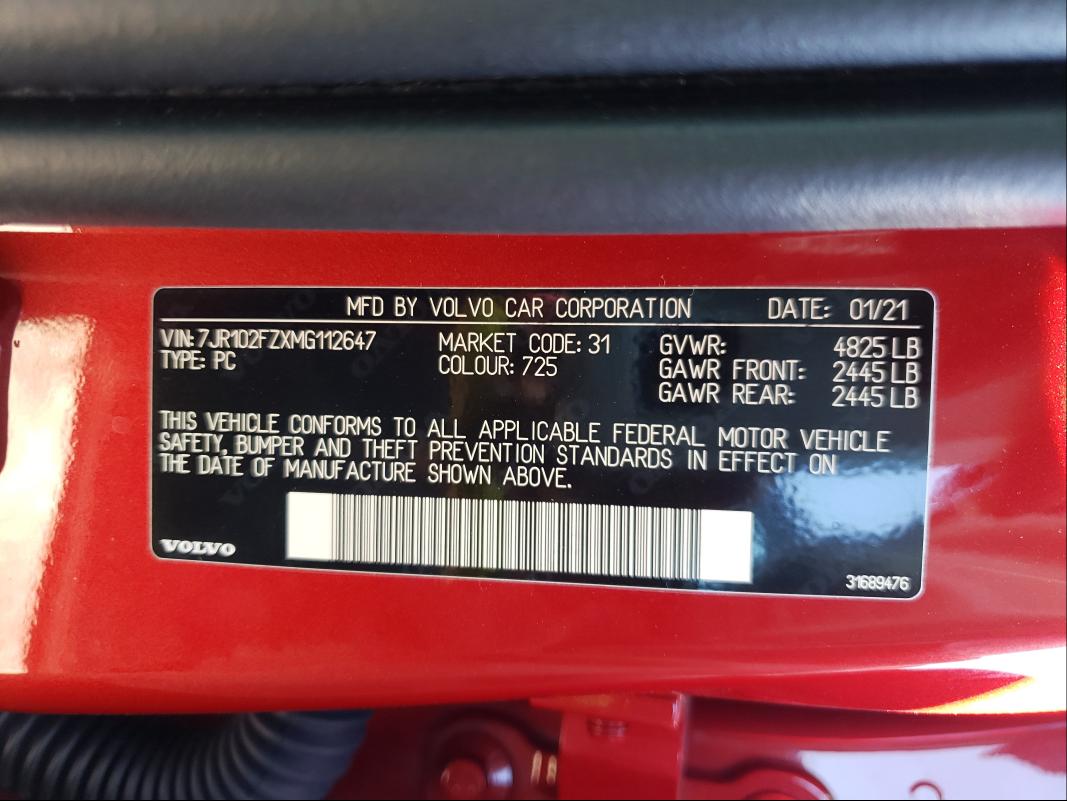 MFD BY VOLVO CAR CORPORATION DATE: 01/21
VIN: 7JR102FZXMG112647 MARKET CODE: 31 GVWR: 4825 LB
TYPE: PC COLOUR: 725 GAWR FRONT: 2445 LB
GAWR REAR: 2445 LB
THIS VEHICLE CONFORMS TO ALL APPLICABLE FEDERAL MOTOR VEHICLE
SAFETY, BUMPER AND THEFT PREVENTION STANDARDS IN EFFECT ON
THE DATE OF MANUFACTURE SHOWN ABOVE.
VOLVO
31689476